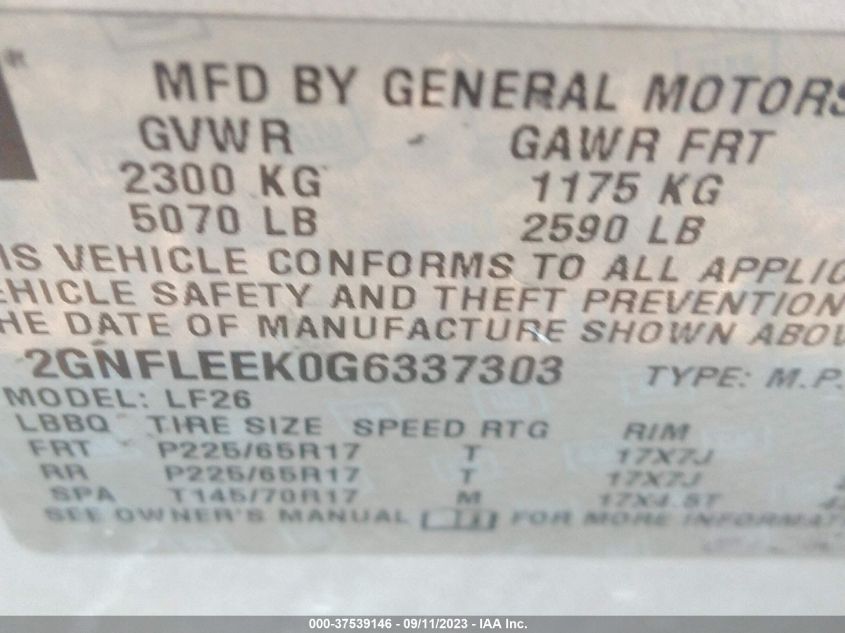 ®
MFD BY GENERAL MOTORS
GVWR GAWR FRT
2300 KG 1175 KG
5070 LB 2590 LB
IS VEHICLE CONFORMS TO ALL APPLIC
EHICLE SAFETY AND THEFT PREVENTION
HE DATE OF MANUFACTURE SHOWN ABOV
2GNFLEEK0G6337303 TYPE: M.P.
MODEL: LF26
LBBQ TIRE SIZE SPEED RTG RIM
FRT P225/65R17 T 17X7J
RR P225/65R17 T 17X7J
SPA T145/70R17 M 17X4.5T
SEE OWNER'S MANUAL FOR MORE INFORMAT
000-37539146 - 09/11/2023 - IAA Inc.